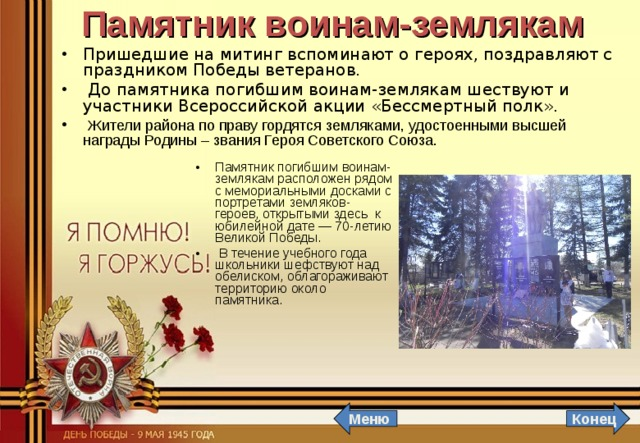 Памятник воинам-землякам
• Пришедшие на митинг вспоминают о героях, поздравляют с
праздником Победы ветеранов.
• До памятника погибшим воинам-землякам шествуют и
участники Всероссийской акции «Бессмертный полк».
• Жители района по праву гордятся земляками, удостоенными высшей
награды Родины – звания Героя Советского Союза.
• Памятник погибшим воинам-
землякам расположен рядом
с мемориальными досками с
портретами земляков-
героев, открытыми здесь к
юбилейной дате — 70-летию
Великой Победы.
• В течение учебного года
школьники шефствуют над
обелиском, облагораживают
территорию около
памятника.
Я ПОМНЮ!
Я ГОРЖУСЬ!
ОТЕЧЕСТВЕННАЯ ВОЙНА
ДЕНЬ ПОБЕДЫ - 9 МАЯ 1945 ГОДА
Меню
Конец